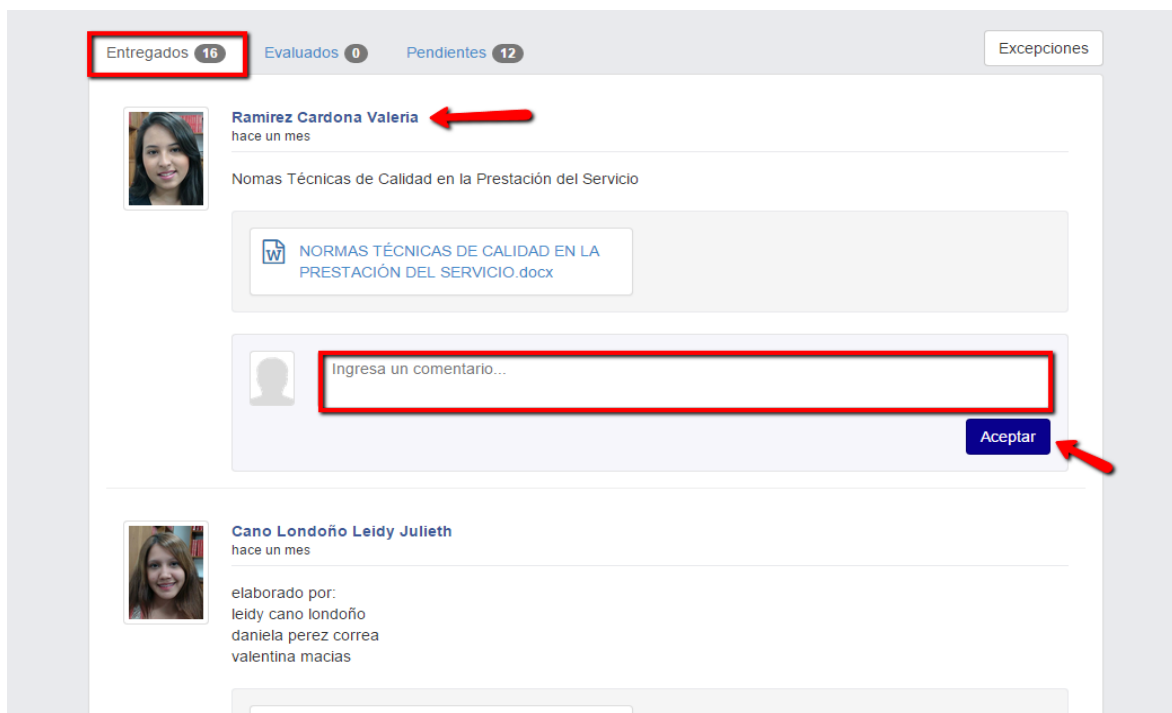 Entregados 16 Evaluados 0 Pendientes 12 Excepciones
Ramirez Cardona Valeria
hace un mes
Nomas Técnicas de Calidad en la Prestación del Servicio
NORMAS TÉCNICAS DE CALIDAD EN LA
PRESTACIÓN DEL SERVICIO.docx
Ingresa un comentario...
Aceptar
Cano Londoño Leidy Julieth
hace un mes
elaborado por:
leidy cano londoño
daniela perez correa
valentina macias